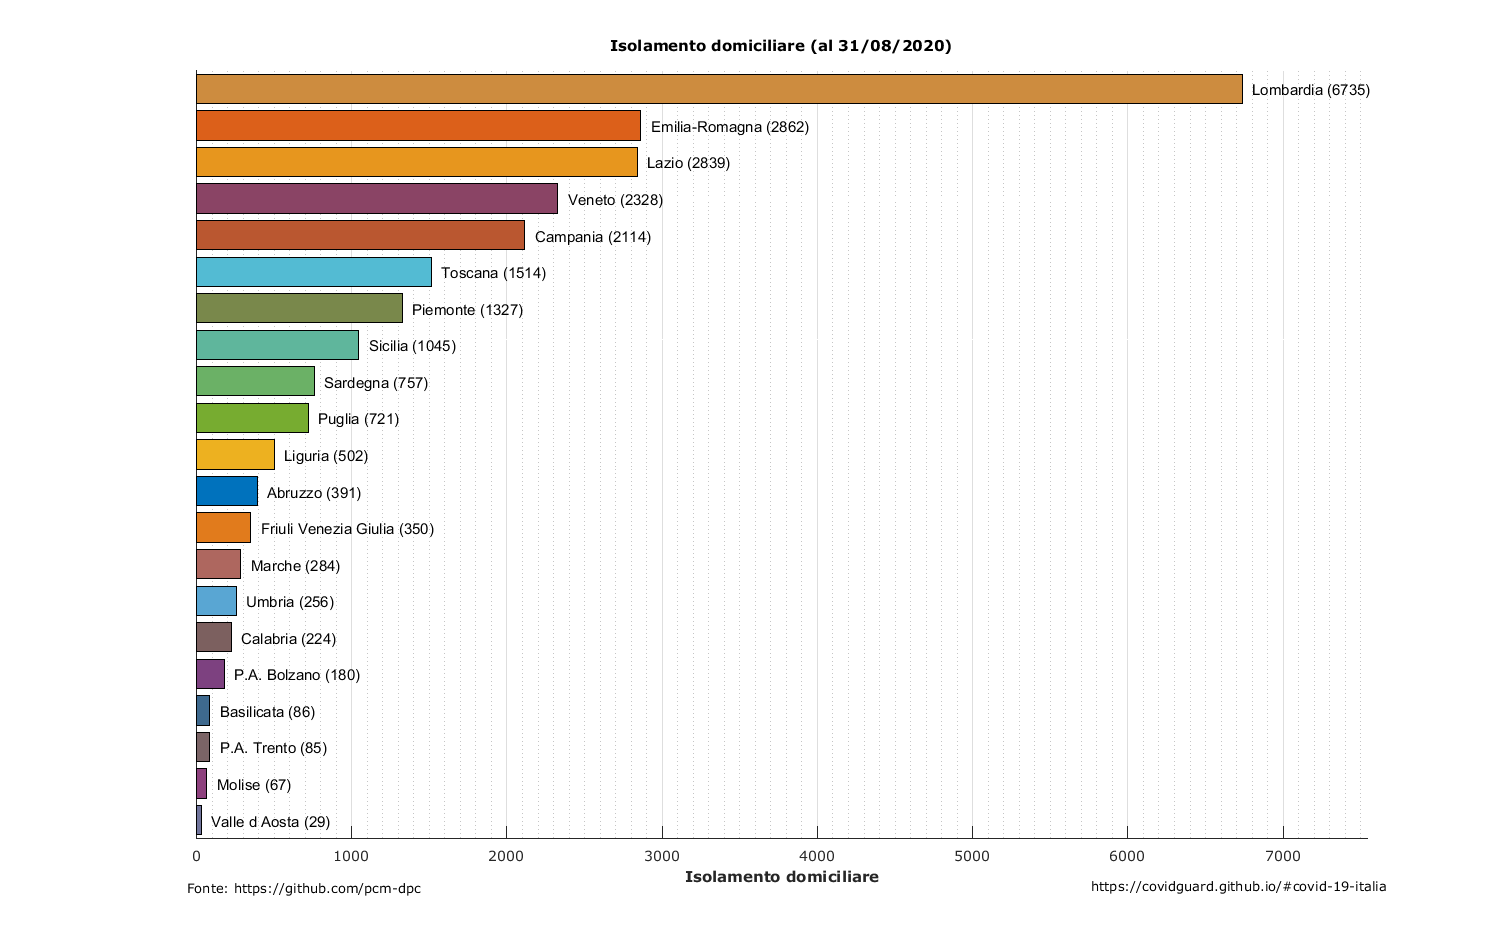 Isolamento domiciliare (al 31/08/2020)
Lombardia (6735)
Emilia-Romagna (2862)
Lazio (2839)
Veneto (2328)
Campania (2114)
Toscana (1514)
Piemonte (1327)
Sicilia (1045)
Sardegna (757)
Puglia (721)
Liguria (502)
Abruzzo (391)
Friuli Venezia Giulia (350)
Marche (284)
Umbria (256)
Calabria (224)
P.A. Bolzano (180)
Basilicata (86)
P.A. Trento (85)
Molise (67)
Valle d Aosta (29)
0 1000 2000 3000 4000 5000 6000 7000
Isolamento domiciliare
Fonte: https://github.com/pcm-dpc
https://covidguard.github.io/#covid-19-italia